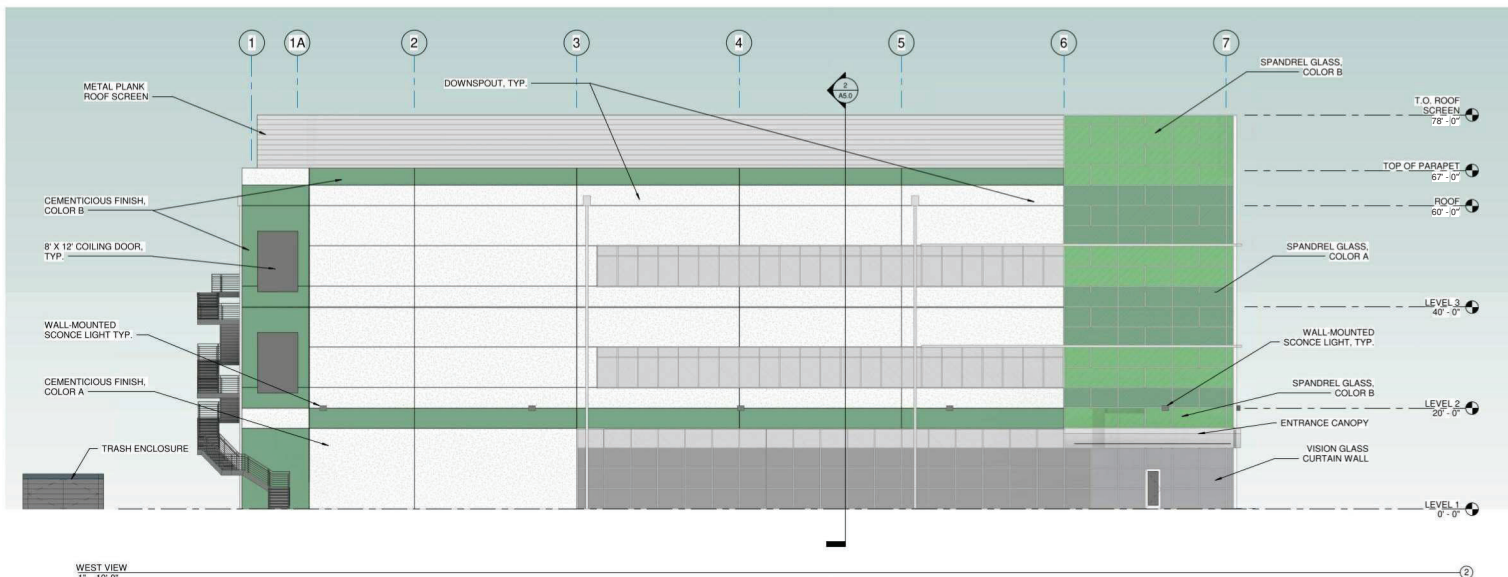 1
1A
2
3
4
5
6
7
METAL PLANK
ROOF SCREEN
DOWNSPOUT, TYP.
2
A5.0
SPANDREL GLASS,
COLOR B
T.O. ROOF
SCREEN
78' - 0"
TOP OF PARAPET
67' - 0"
CEMENTICIOUS FINISH,
COLOR B
ROOF
60' - 0"
8' X 12' COILING DOOR,
TYP.
SPANDREL GLASS,
COLOR A
LEVEL 3
40' - 0"
WALL-MOUNTED
SCONCE LIGHT TYP.
WALL-MOUNTED
SCONCE LIGHT, TYP.
CEMENTICIOUS FINISH,
COLOR A
SPANDREL GLASS,
COLOR B
LEVEL 2
20' - 0"
ENTRANCE CANOPY
TRASH ENCLOSURE
VISION GLASS
CURTAIN WALL
LEVEL 1
0' - 0"
WEST VIEW
2